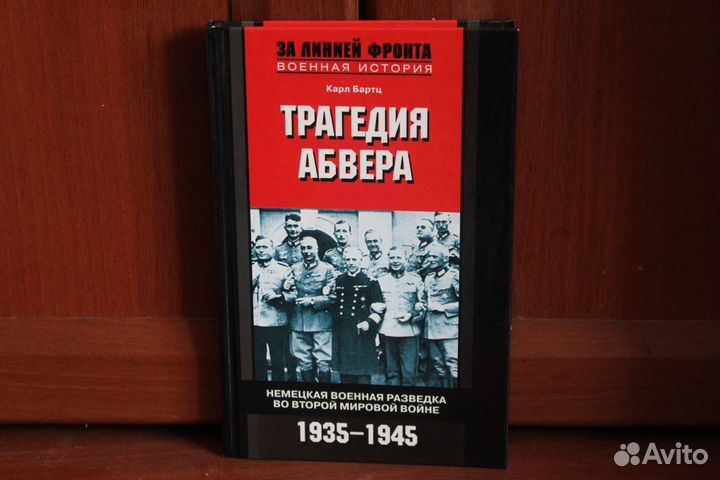 ЗА ЛИНИЕЙ ФРОНТА
ВОЕННАЯ ИСТОРИЯ
Карл Бартц
ТРАГЕДИЯ
АБВЕРА
НЕМЕЦКАЯ ВОЕННАЯ РАЗВЕДКА
ВО ВТОРОЙ МИРОВОЙ ВОЙНЕ
1935–1945
Avito